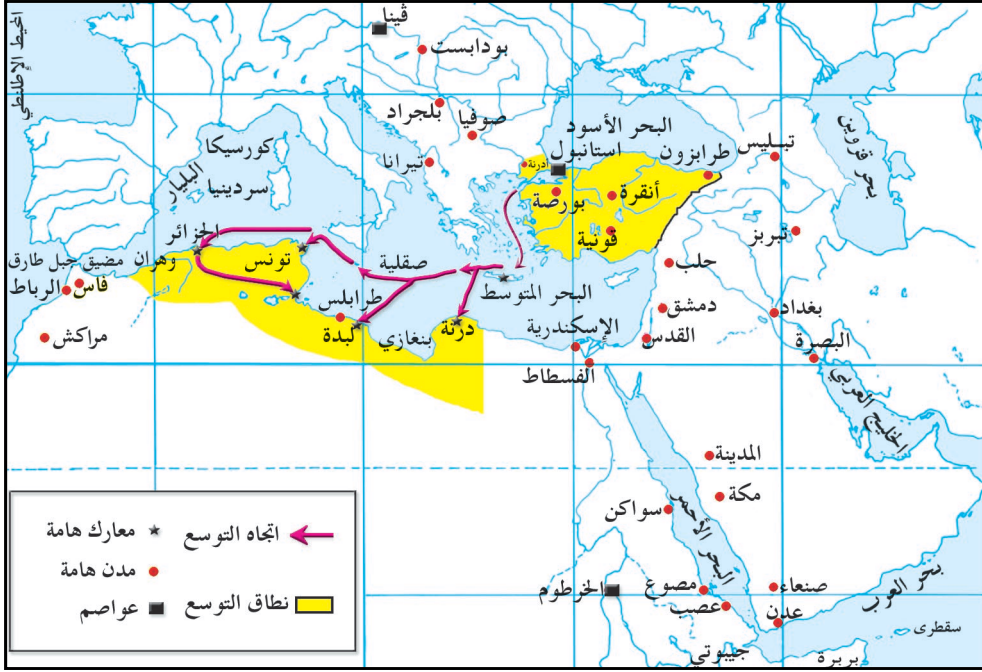 المحيط الإطلنطي
ڤينا
بودابست
بلجراد
صوفيا
تيرانا
البحر الأسود
استانبول
أدرنة
طرابزون
تبليس
بحر قزوين
كورسيكا
سردينيا
البليار
بورصة
أنقرة
قونية
تبريز
الجزائر
وهران
مضيق جبل طارق
تونس
صقلية
فاس
الرباط
مراكش
طرابلس
لبدة
بنغازي
درنة
البحر المتوسط
حلب
دمشق
القدس
الإسكندرية
الفسطاط
بغداد
البصرة
الخليج العربي
المدينة
مكة
سواكن
البحر الأحمر
الخرطوم
مصوع
عصب
صنعاء
عدن
بحر العرب
سقطرى
جيبوتي
بربرة
اتجاه التوسع
معارك هامة
مدن هامة
نطاق التوسع
عواصم